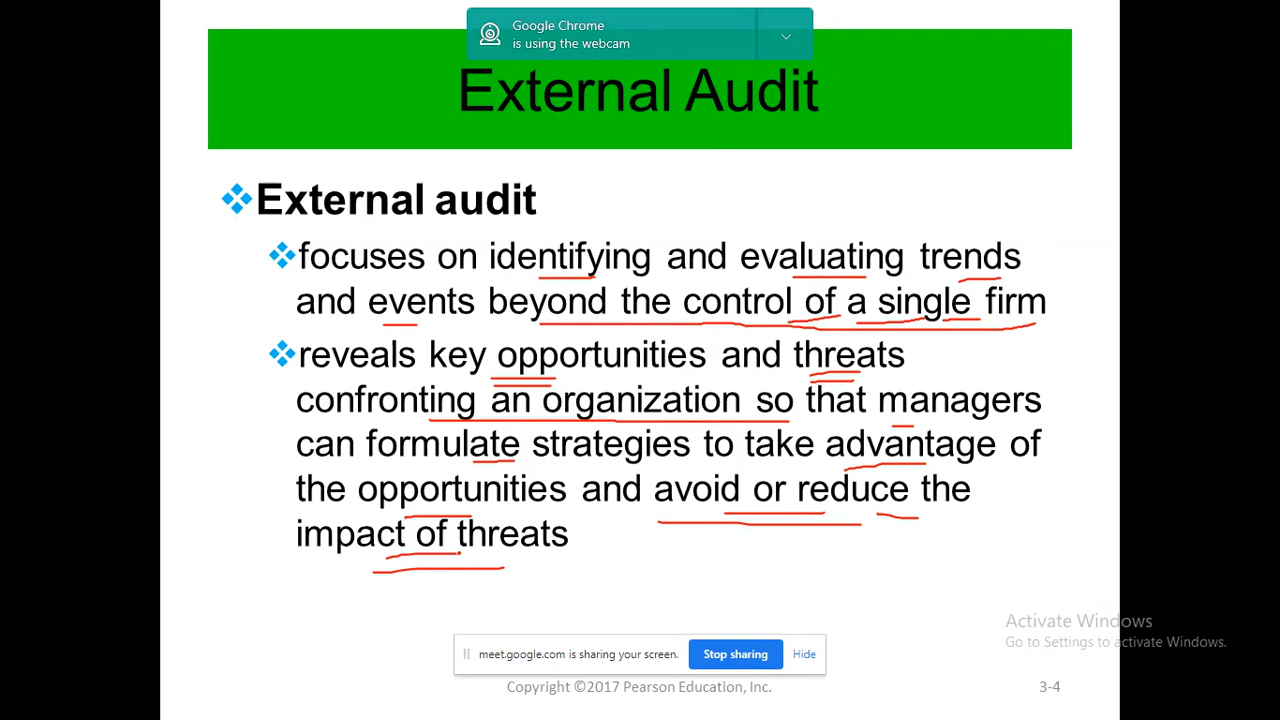 Google Chrome
is using the webcam
External Audit
External audit
focuses on identifying and evaluating trends
and events beyond the control of a single firm
reveals key opportunities and threats
confronting an organization so that managers
can formulate strategies to take advantage of
the opportunities and avoid or reduce the
impact of threats
Activate Windows
Go to Settings to activate Windows.
meet.google.com is sharing your screen. Stop sharing Hide
Copyright ©2017 Pearson Education, Inc. 3-4